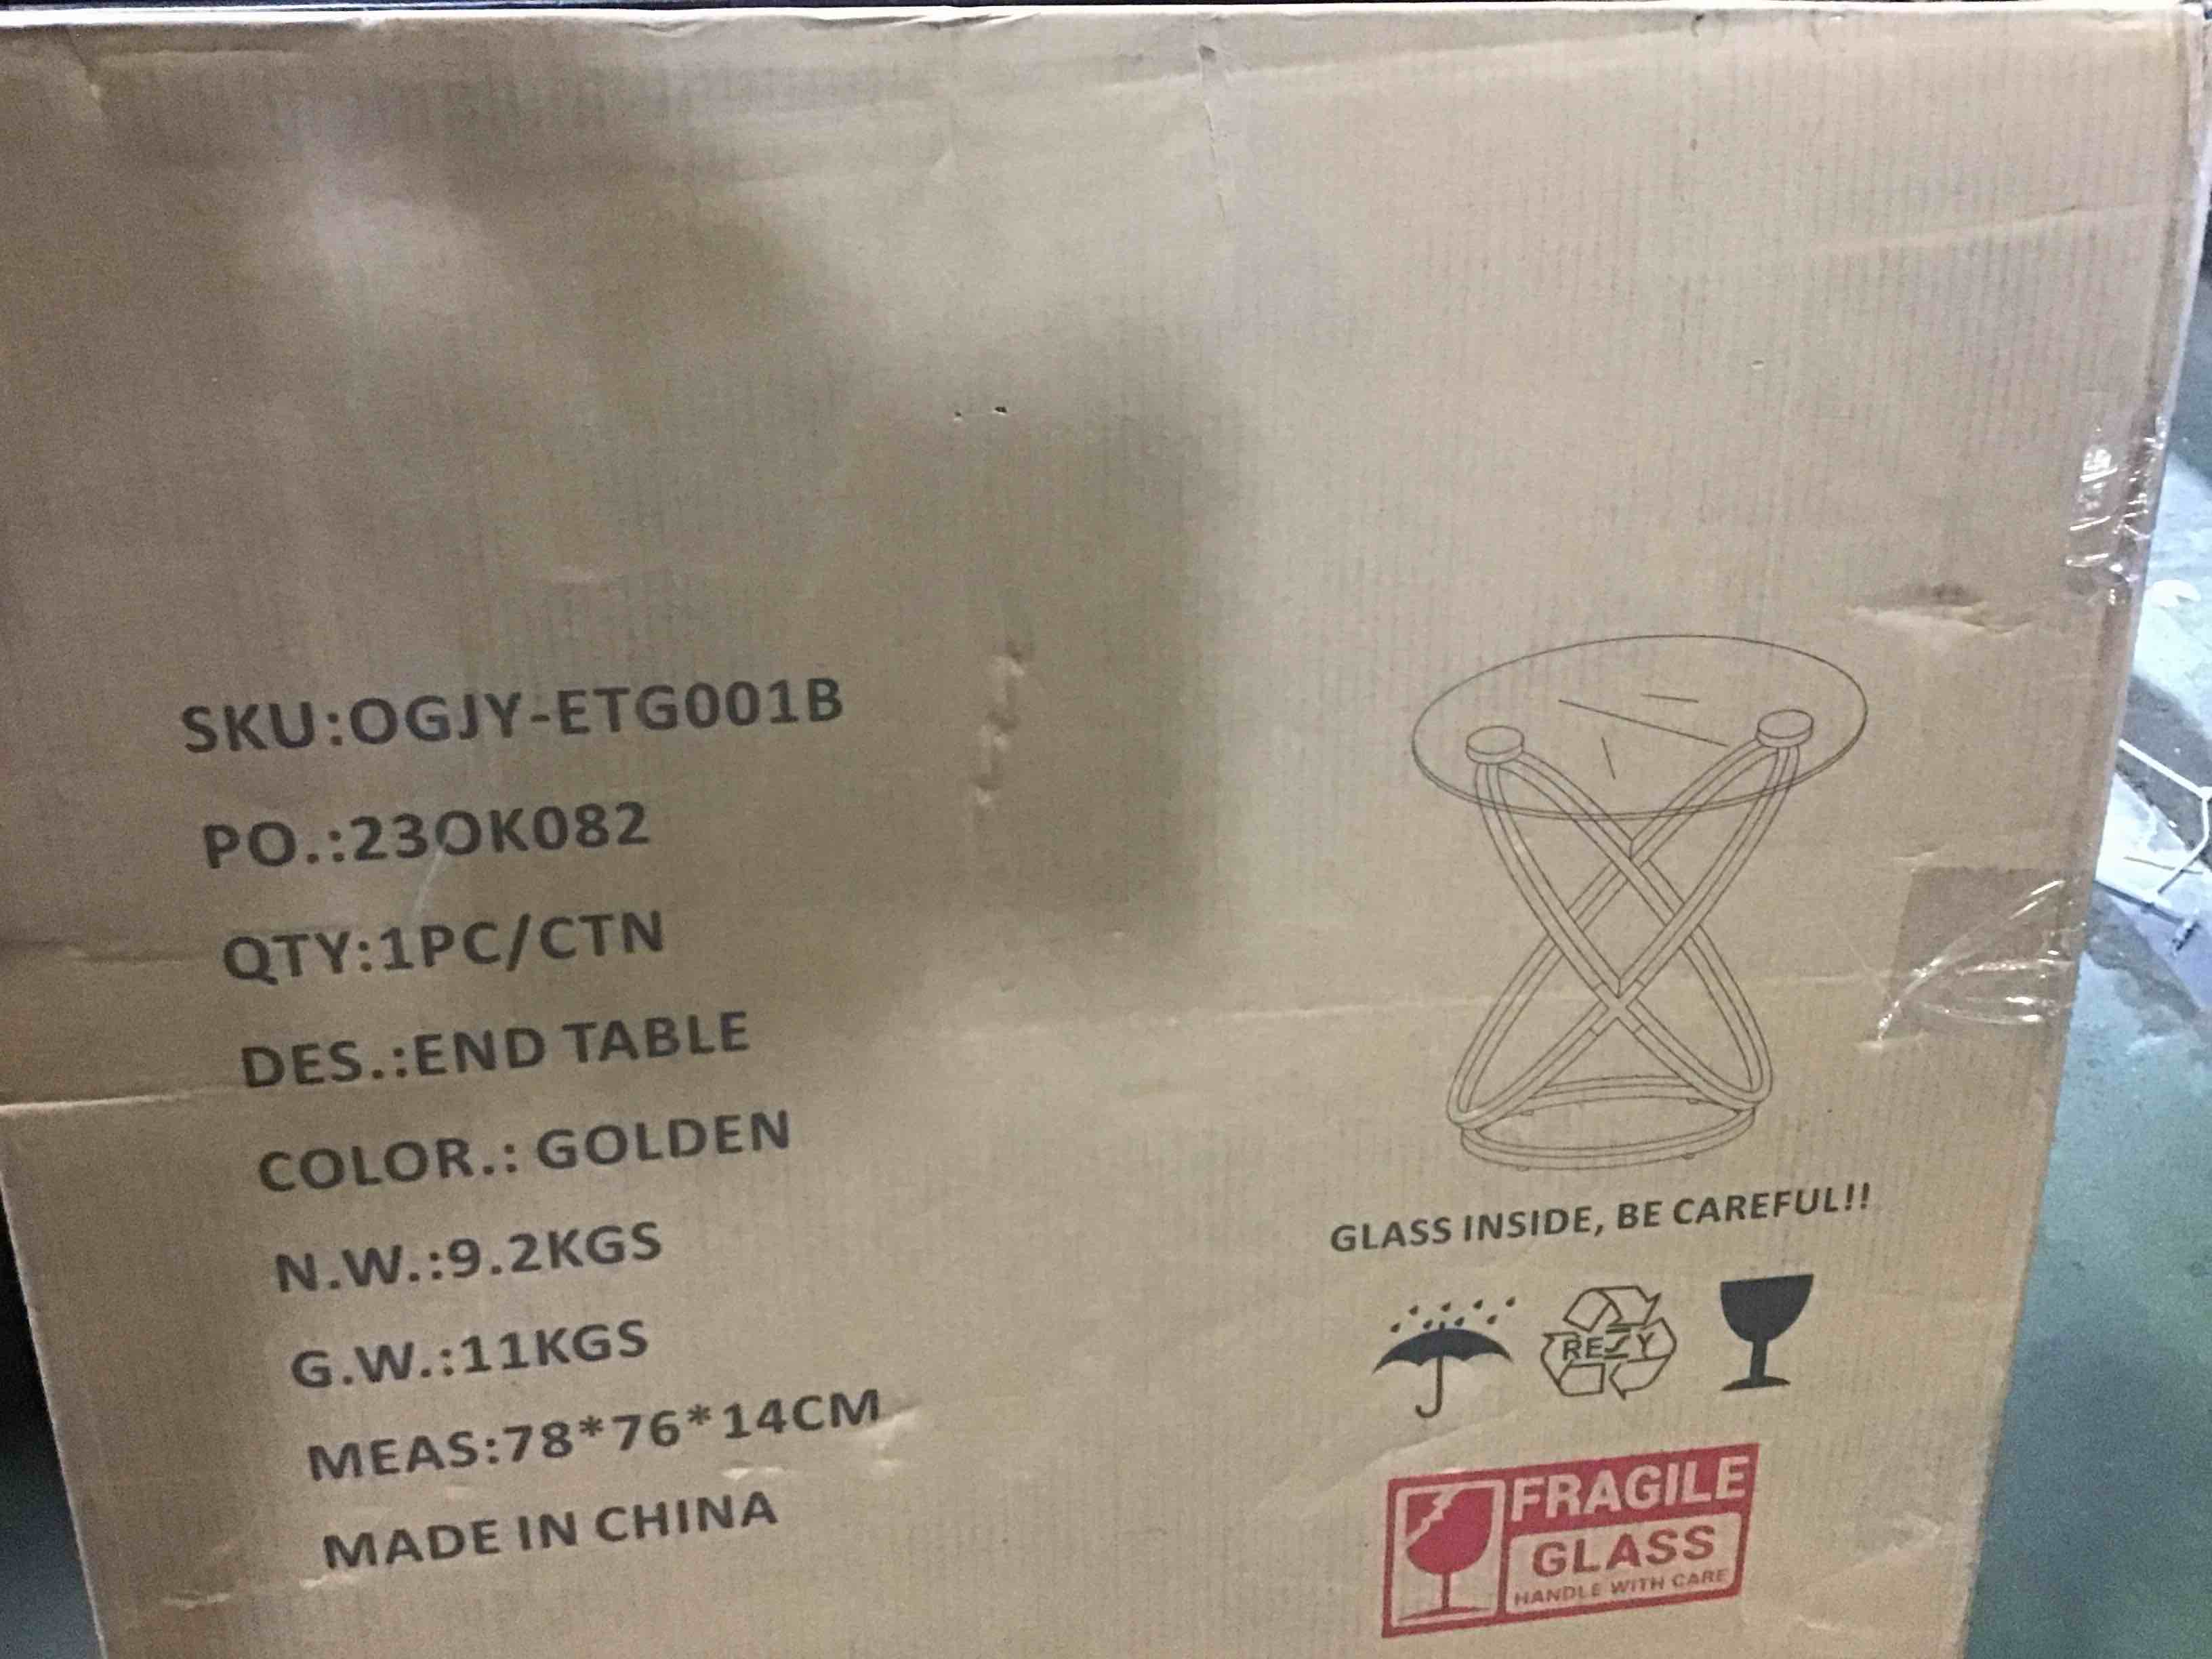 SKU:OGJY-ETG001B
PO.:23OK082
QTY:1PC/CTN
DES.:END TABLE
COLOR.: GOLDEN
N.W.:9.2KGS
G.W.:11KGS
MEAS:78*76*14CM
MADE IN CHINA
GLASS INSIDE, BE CAREFUL!!
RESY
FRAGILE
GLASS
HANDLE WITH CARE